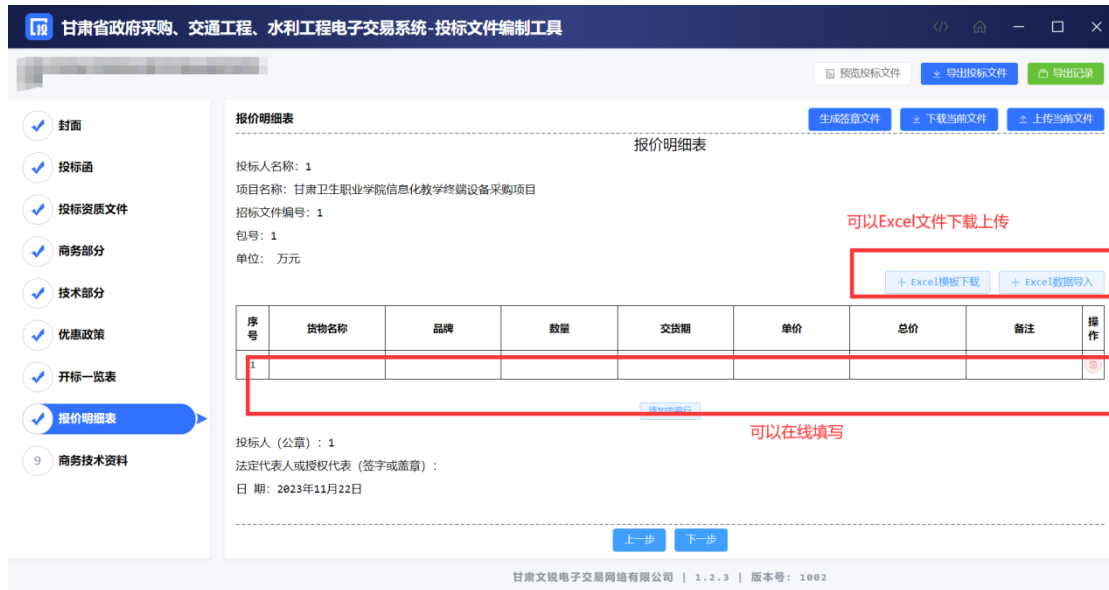 投 甘肃省政府采购、交通工程、水利工程电子交易系统-投标文件编制工具
预览投标文件 导出投标文件 导出记录
封面
投标函
投标资质文件
商务部分
技术部分
优惠政策
开标一览表
报价明细表
9 商务技术资料
报价明细表 生成签章文件 下载当前文件 上传当前文件
报价明细表
投标人名称: 1
项目名称: 甘肃卫生职业学院信息化教学终端设备采购项目
招标文件编号: 1
包号: 1
单位: 万元
可以Excel文件下载上传
+ Excel模板下载 + Excel数据导入
序号 货物名称 品牌 数量 交货期 单价 总价 备注 操作
1
添加内容行
可以在线填写
投标人（公章）: 1
法定代表人或授权代表（签字或盖章）:
日 期: 2023年11月22日
上一步 下一步
甘肃文锐电子交易网络有限公司 | 1.2.3 | 版本号: 1002